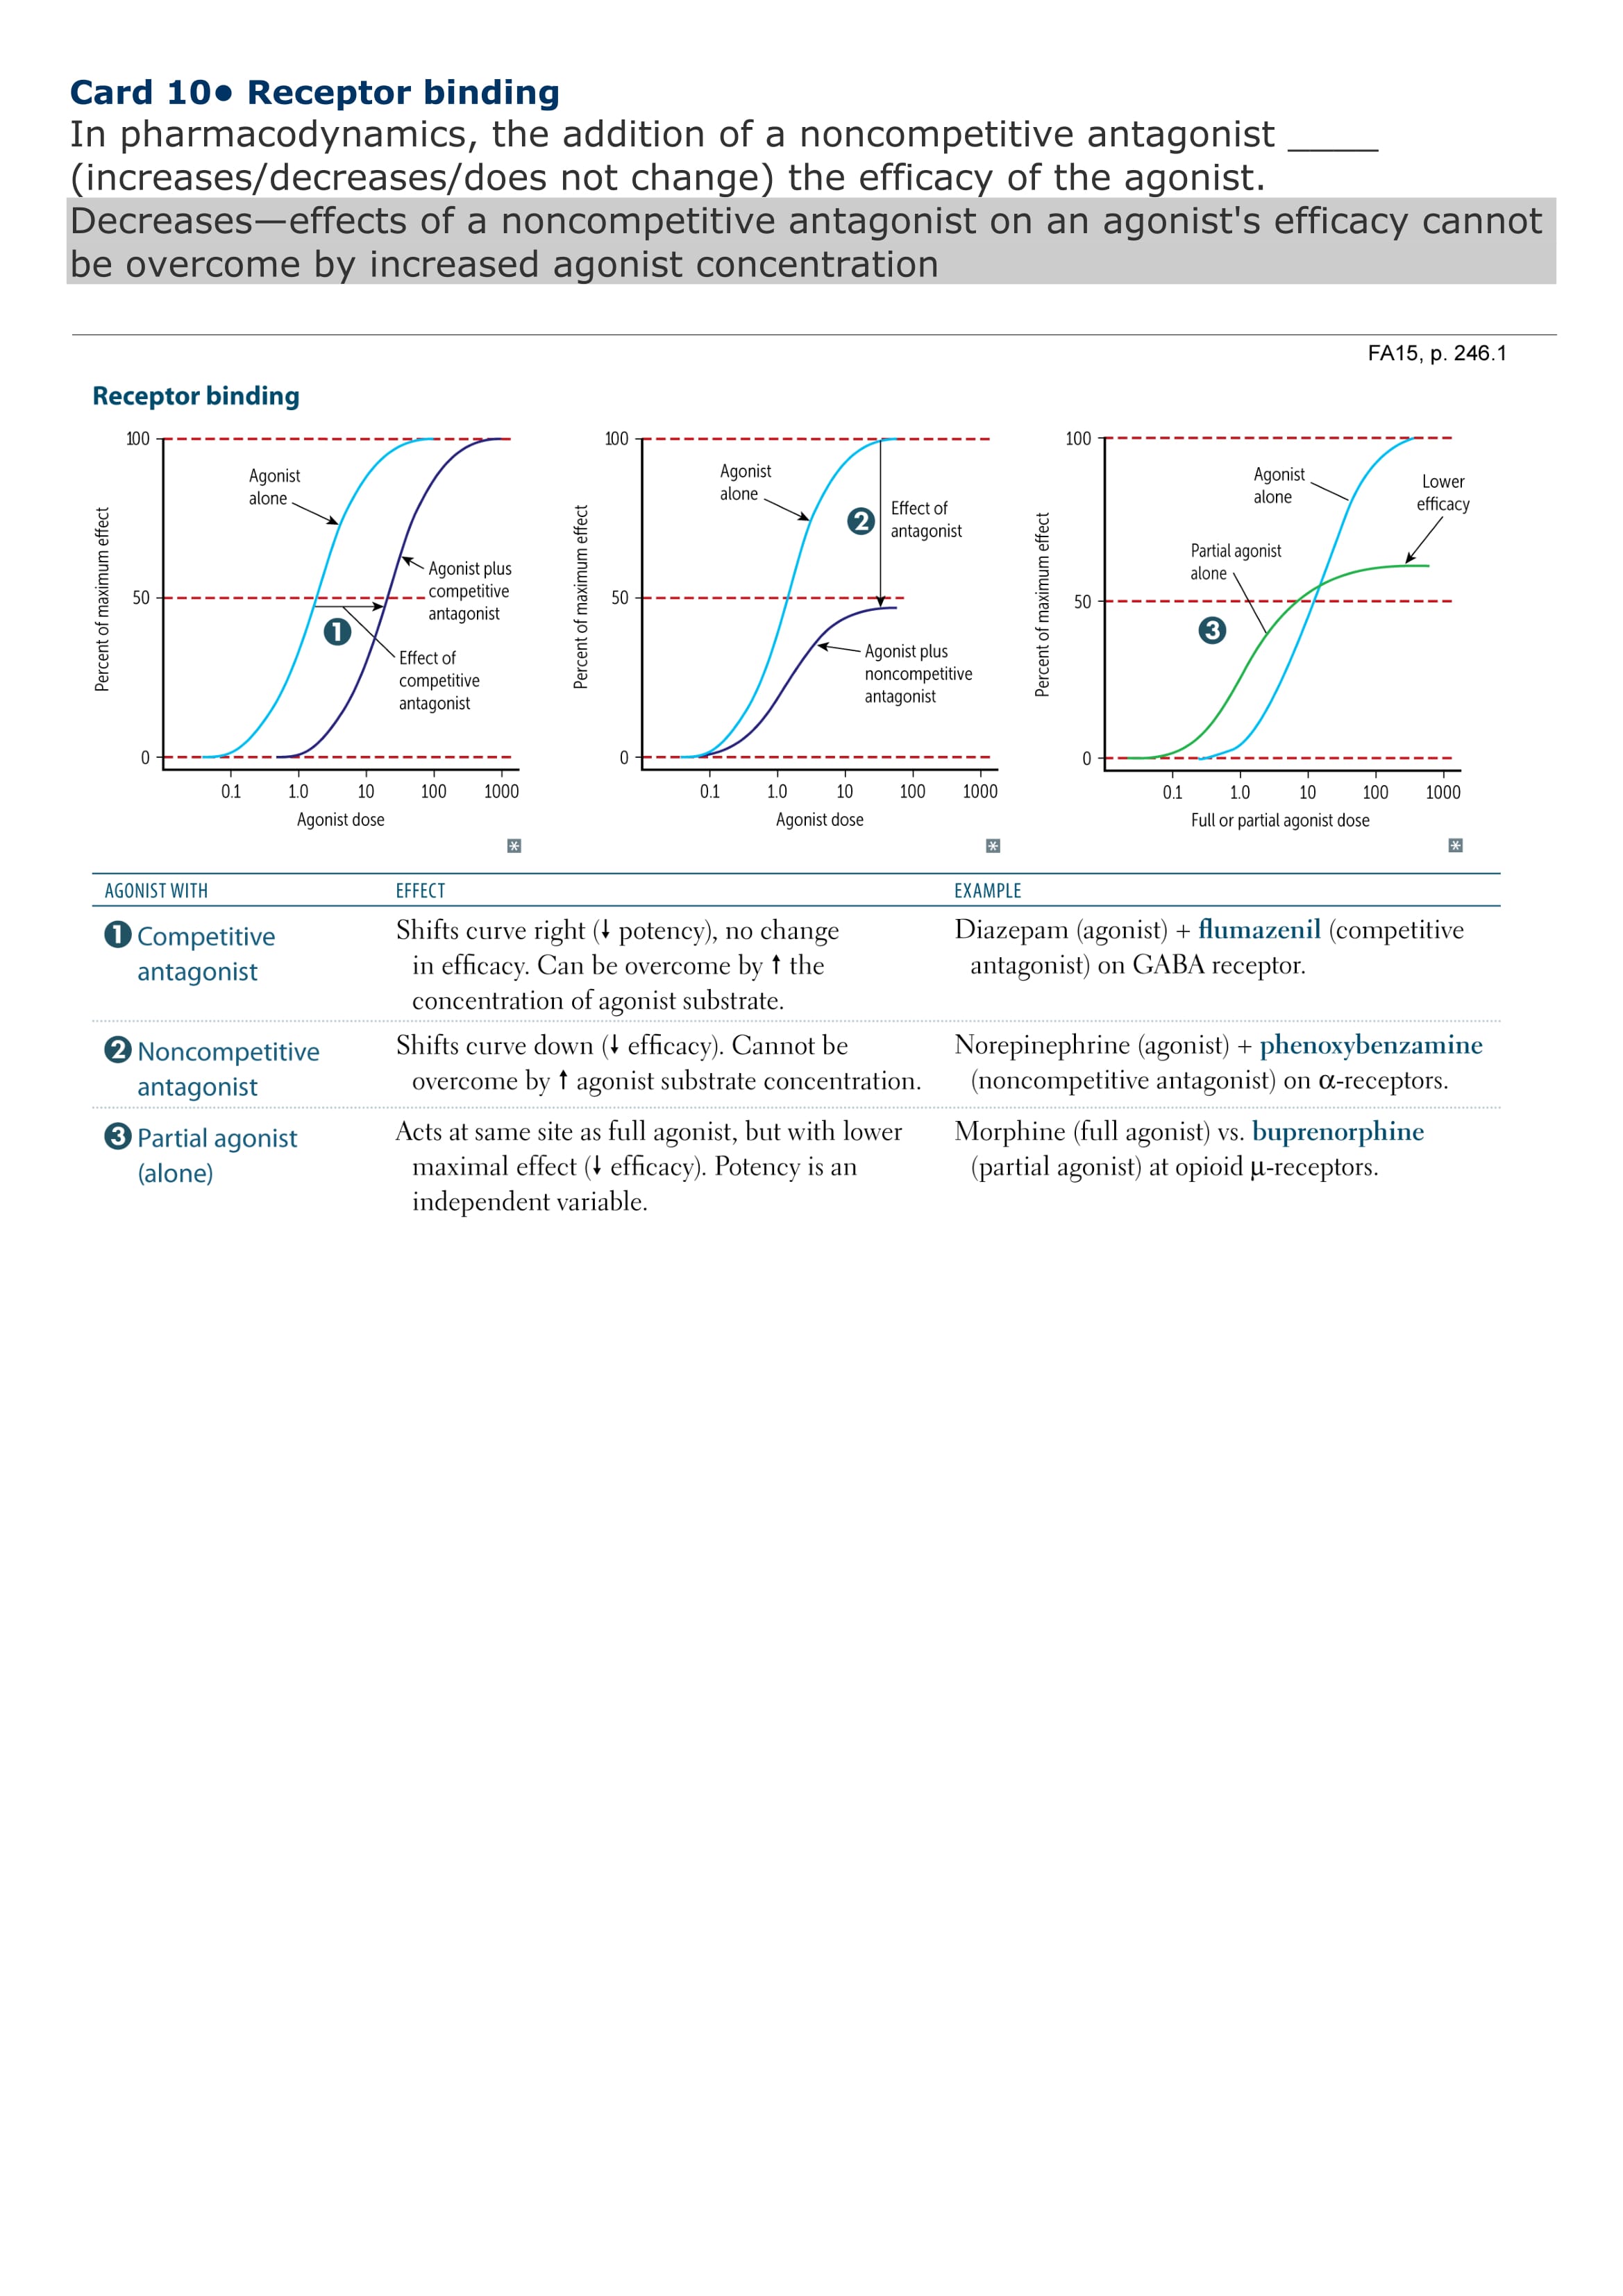 Card 10• Receptor binding
In pharmacodynamics, the addition of a noncompetitive antagonist ____
(increases/decreases/does not change) the efficacy of the agonist.
Decreases—effects of a noncompetitive antagonist on an agonist's efficacy cannot
be overcome by increased agonist concentration
FA15, p. 246.1
Receptor binding
Percent of maximum effect
100
50
0
Agonist
alone
Agonist plus
competitive
antagonist
1
Effect of
competitive
antagonist
0.1 1.0 10 100 1000
Agonist dose
*
Percent of maximum effect
100
50
0
Agonist
alone
2
Effect of
antagonist
Agonist plus
noncompetitive
antagonist
0.1 1.0 10 100 1000
Agonist dose
*
Percent of maximum effect
100
50
0
Agonist
alone
Lower
efficacy
Partial agonist
alone
3
0.1 1.0 10 100 1000
Full or partial agonist dose
*
AGONIST WITH EFFECT EXAMPLE
1 Competitive
antagonist
Shifts curve right (↓ potency), no change
in efficacy. Can be overcome by ↑ the
concentration of agonist substrate.
Diazepam (agonist) + flumazenil (competitive
antagonist) on GABA receptor.
2 Noncompetitive
antagonist
Shifts curve down (↓ efficacy). Cannot be
overcome by ↑ agonist substrate concentration.
Norepinephrine (agonist) + phenoxybenzamine
(noncompetitive antagonist) on α-receptors.
3 Partial agonist
(alone)
Acts at same site as full agonist, but with lower
maximal effect (↓ efficacy). Potency is an
independent variable.
Morphine (full agonist) vs. buprenorphine
(partial agonist) at opioid μ-receptors.